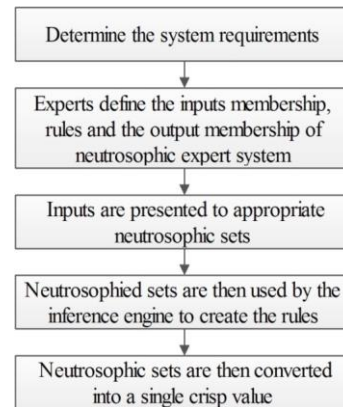 Determine the system requirements
Experts define the inputs membership,
rules and the output membership of
neutrosophic expert system
Inputs are presented to appropriate
neutrosophic sets
Neutrosophied sets are then used by the
inference engine to create the rules
Neutrosophic sets are then converted
into a single crisp value